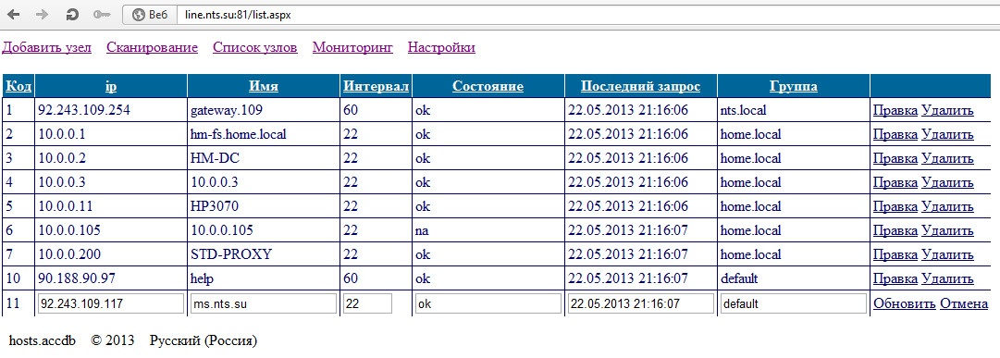 Веб line.nts.su:81/list.aspx
Добавить узел Сканирование Список узлов Мониторинг Настройки
Код ip Имя Интервал Состояние Последний запрос Группа
1 92.243.109.254 gateway.109 60 ok 22.05.2013 21:16:06 nts.local Правка Удалить
2 10.0.0.1 hm-fs.home.local 22 ok 22.05.2013 21:16:06 home.local Правка Удалить
3 10.0.0.2 HM-DC 22 ok 22.05.2013 21:16:06 home.local Правка Удалить
4 10.0.0.3 10.0.0.3 22 ok 22.05.2013 21:16:06 home.local Правка Удалить
5 10.0.0.11 HP3070 22 ok 22.05.2013 21:16:06 home.local Правка Удалить
6 10.0.0.105 10.0.0.105 22 na 22.05.2013 21:16:07 home.local Правка Удалить
7 10.0.0.200 STD-PROXY 22 ok 22.05.2013 21:16:07 home.local Правка Удалить
10 90.188.90.97 help 60 ok 22.05.2013 21:16:07 default Правка Удалить
11 92.243.109.117 ms.nts.su 22 ok 22.05.2013 21:16:07 default Обновить Отмена
hosts.accdb © 2013 Русский (Россия)